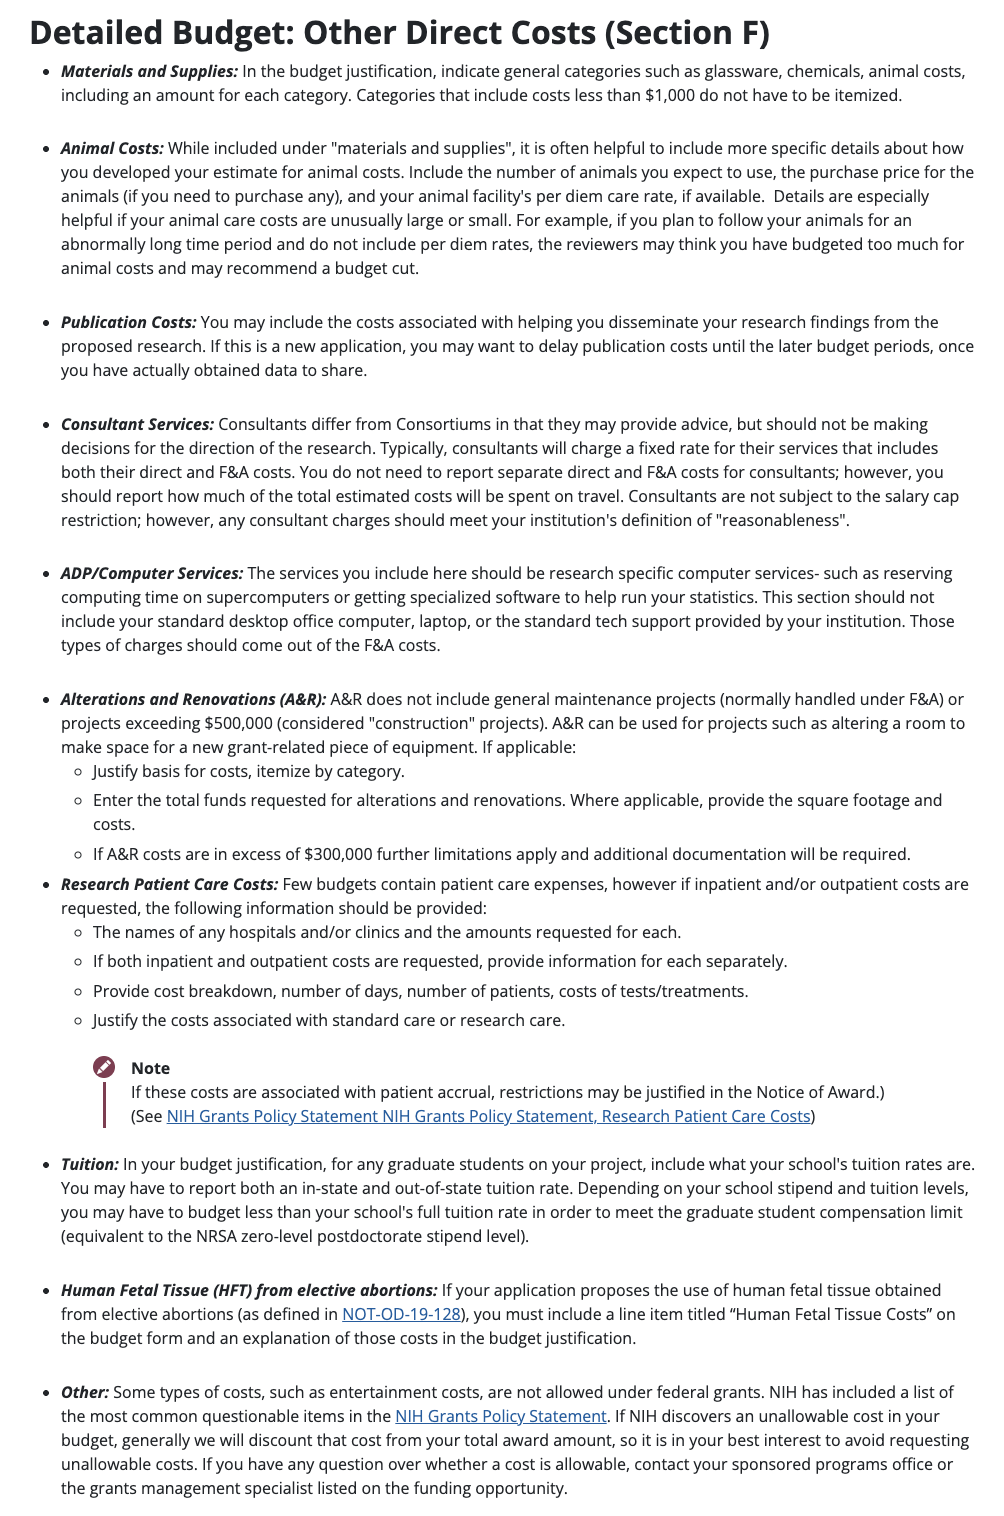 Detailed Budget: Other Direct Costs (Section F)
• Materials and Supplies: In the budget justification, indicate general categories such as glassware, chemicals, animal costs,
including an amount for each category. Categories that include costs less than $1,000 do not have to be itemized.
• Animal Costs: While included under "materials and supplies", it is often helpful to include more specific details about how
you developed your estimate for animal costs. Include the number of animals you expect to use, the purchase price for the
animals (if you need to purchase any), and your animal facility's per diem care rate, if available.  Details are especially
helpful if your animal care costs are unusually large or small. For example, if you plan to follow your animals for an
abnormally long time period and do not include per diem rates, the reviewers may think you have budgeted too much for
animal costs and may recommend a budget cut.
• Publication Costs: You may include the costs associated with helping you disseminate your research findings from the
proposed research. If this is a new application, you may want to delay publication costs until the later budget periods, once
you have actually obtained data to share.
• Consultant Services: Consultants differ from Consortiums in that they may provide advice, but should not be making
decisions for the direction of the research. Typically, consultants will charge a fixed rate for their services that includes
both their direct and F&A costs. You do not need to report separate direct and F&A costs for consultants; however, you
should report how much of the total estimated costs will be spent on travel. Consultants are not subject to the salary cap
restriction; however, any consultant charges should meet your institution's definition of "reasonableness".
• ADP/Computer Services: The services you include here should be research specific computer services- such as reserving
computing time on supercomputers or getting specialized software to help run your statistics. This section should not
include your standard desktop office computer, laptop, or the standard tech support provided by your institution. Those
types of charges should come out of the F&A costs.
• Alterations and Renovations (A&R): A&R does not include general maintenance projects (normally handled under F&A) or
projects exceeding $500,000 (considered "construction" projects). A&R can be used for projects such as altering a room to
make space for a new grant-related piece of equipment. If applicable:
◦ Justify basis for costs, itemize by category.
◦ Enter the total funds requested for alterations and renovations. Where applicable, provide the square footage and
costs.
◦ If A&R costs are in excess of $300,000 further limitations apply and additional documentation will be required.
• Research Patient Care Costs: Few budgets contain patient care expenses, however if inpatient and/or outpatient costs are
requested, the following information should be provided:
◦ The names of any hospitals and/or clinics and the amounts requested for each.
◦ If both inpatient and outpatient costs are requested, provide information for each separately.
◦ Provide cost breakdown, number of days, number of patients, costs of tests/treatments.
◦ Justify the costs associated with standard care or research care.
Note
If these costs are associated with patient accrual, restrictions may be justified in the Notice of Award.)
(See NIH Grants Policy Statement NIH Grants Policy Statement, Research Patient Care Costs)
• Tuition: In your budget justification, for any graduate students on your project, include what your school's tuition rates are.
You may have to report both an in-state and out-of-state tuition rate. Depending on your school stipend and tuition levels,
you may have to budget less than your school's full tuition rate in order to meet the graduate student compensation limit
(equivalent to the NRSA zero-level postdoctorate stipend level).
• Human Fetal Tissue (HFT) from elective abortions: If your application proposes the use of human fetal tissue obtained
from elective abortions (as defined in NOT-OD-19-128), you must include a line item titled “Human Fetal Tissue Costs” on
the budget form and an explanation of those costs in the budget justification.
• Other: Some types of costs, such as entertainment costs, are not allowed under federal grants. NIH has included a list of
the most common questionable items in the NIH Grants Policy Statement. If NIH discovers an unallowable cost in your
budget, generally we will discount that cost from your total award amount, so it is in your best interest to avoid requesting
unallowable costs. If you have any question over whether a cost is allowable, contact your sponsored programs office or
the grants management specialist listed on the funding opportunity.